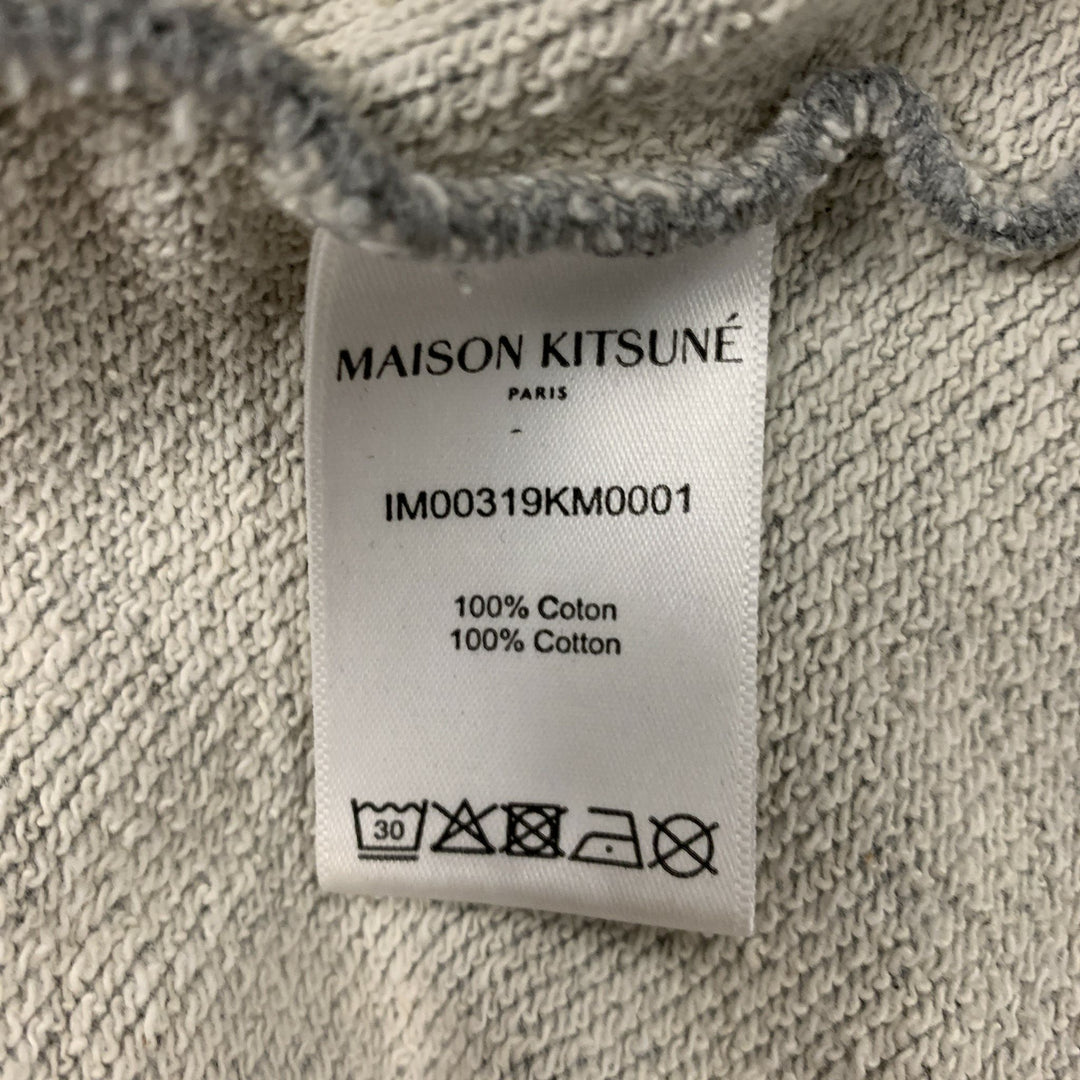 MAISON KITSUNÉ
PARIS
-
IM00319KM0001
100% Coton
100% Cotton
30